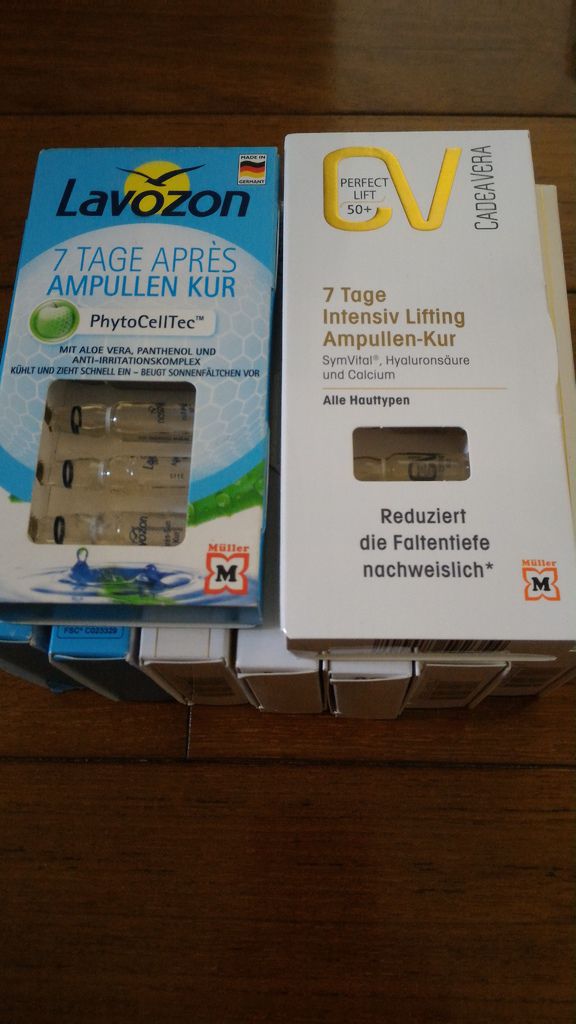 MADE IN
GERMANY
Lavozon
7 TAGE APRÈS
AMPULLEN KUR
PhytoCellTec™
MIT ALOE VERA, PANTHENOL UND
ANTI-IRRITATIONSKOMPLEX
KÜHLT UND ZIEHT SCHNELL EIN – BEUGT SONNENFÄLTCHEN VOR
Müller
M
FSC® C023329
CV
PERFECT
LIFT
50+
CADEAVERA
7 Tage
Intensiv Lifting
Ampullen-Kur
SymVital®, Hyaluronsäure
und Calcium
Alle Hauttypen
Reduziert
die Faltentiefe
nachweislich*
Müller
M